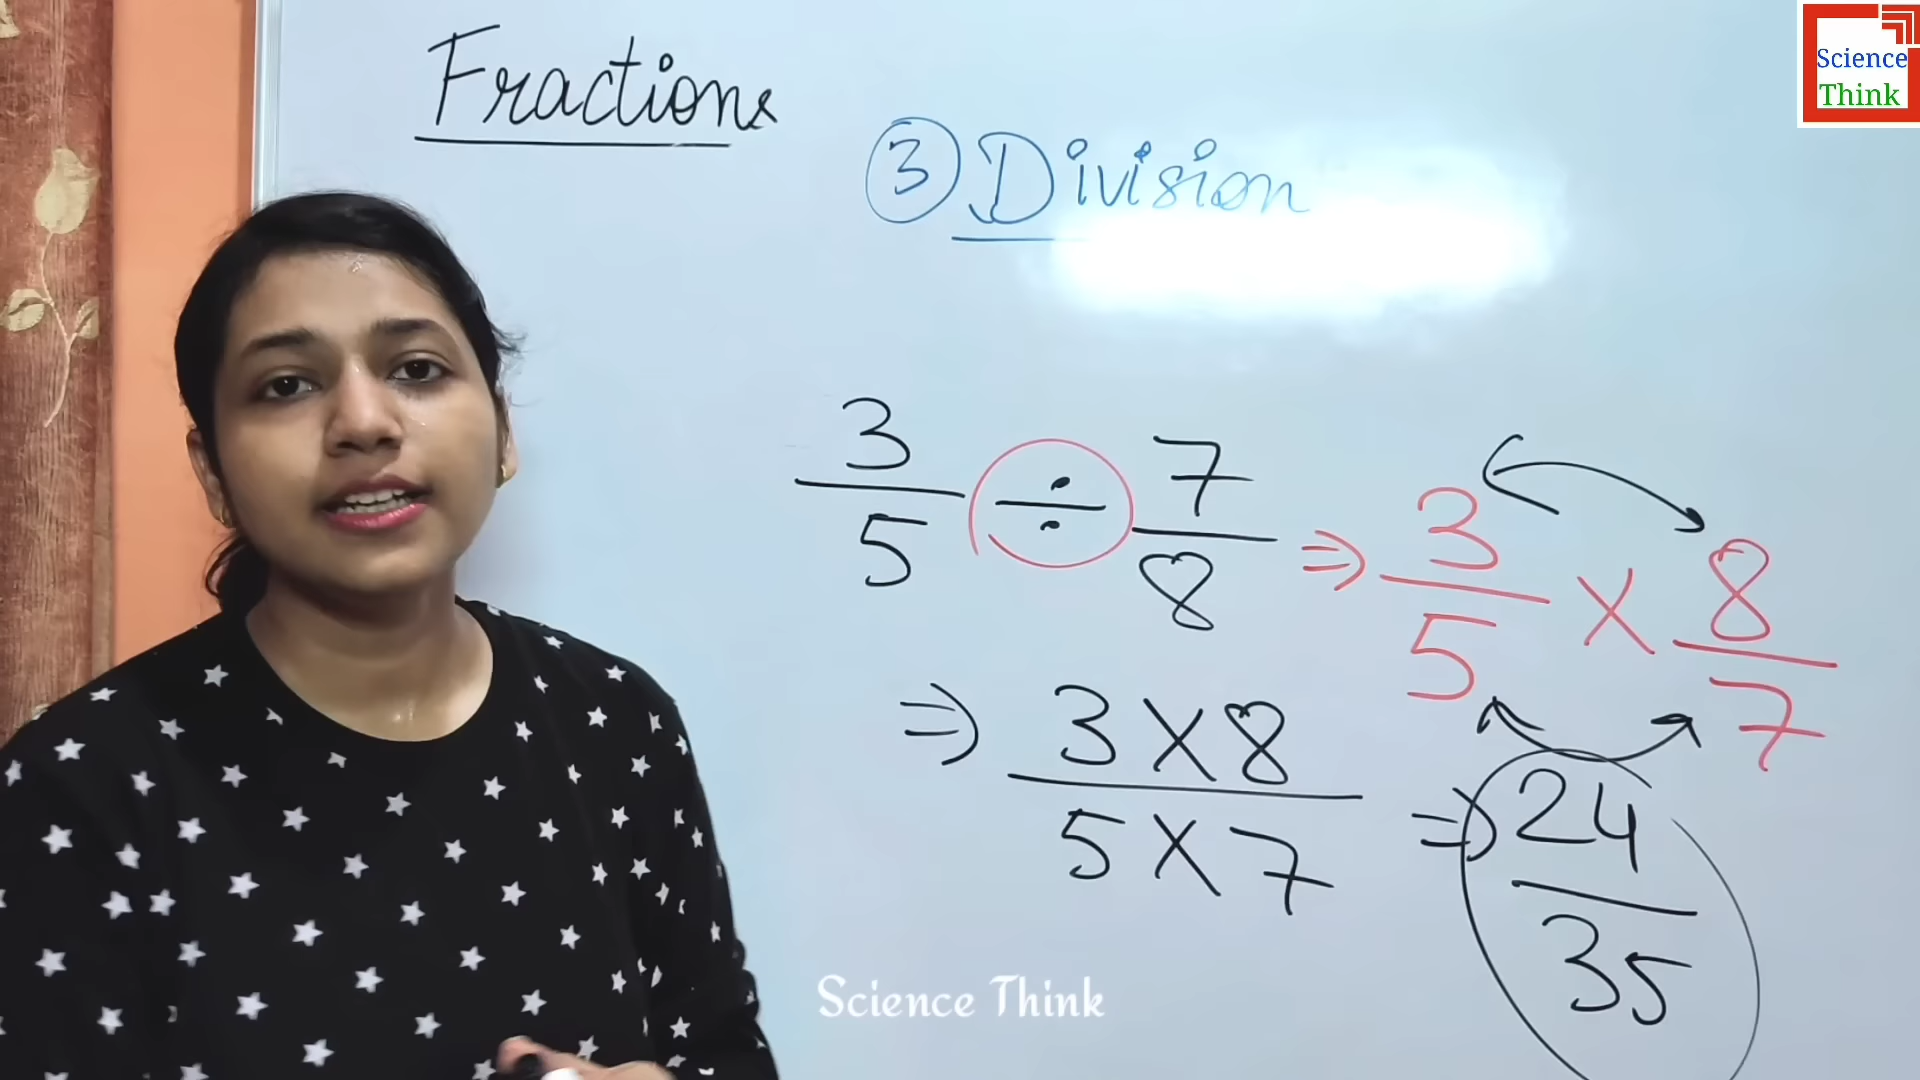 Fractions
Science
Think
③ Division
3/5 ÷ 7/8 ⇒ 3/5 × 8/7
⇒ 3×8/5×7 ⇒ 24/35
Science Think